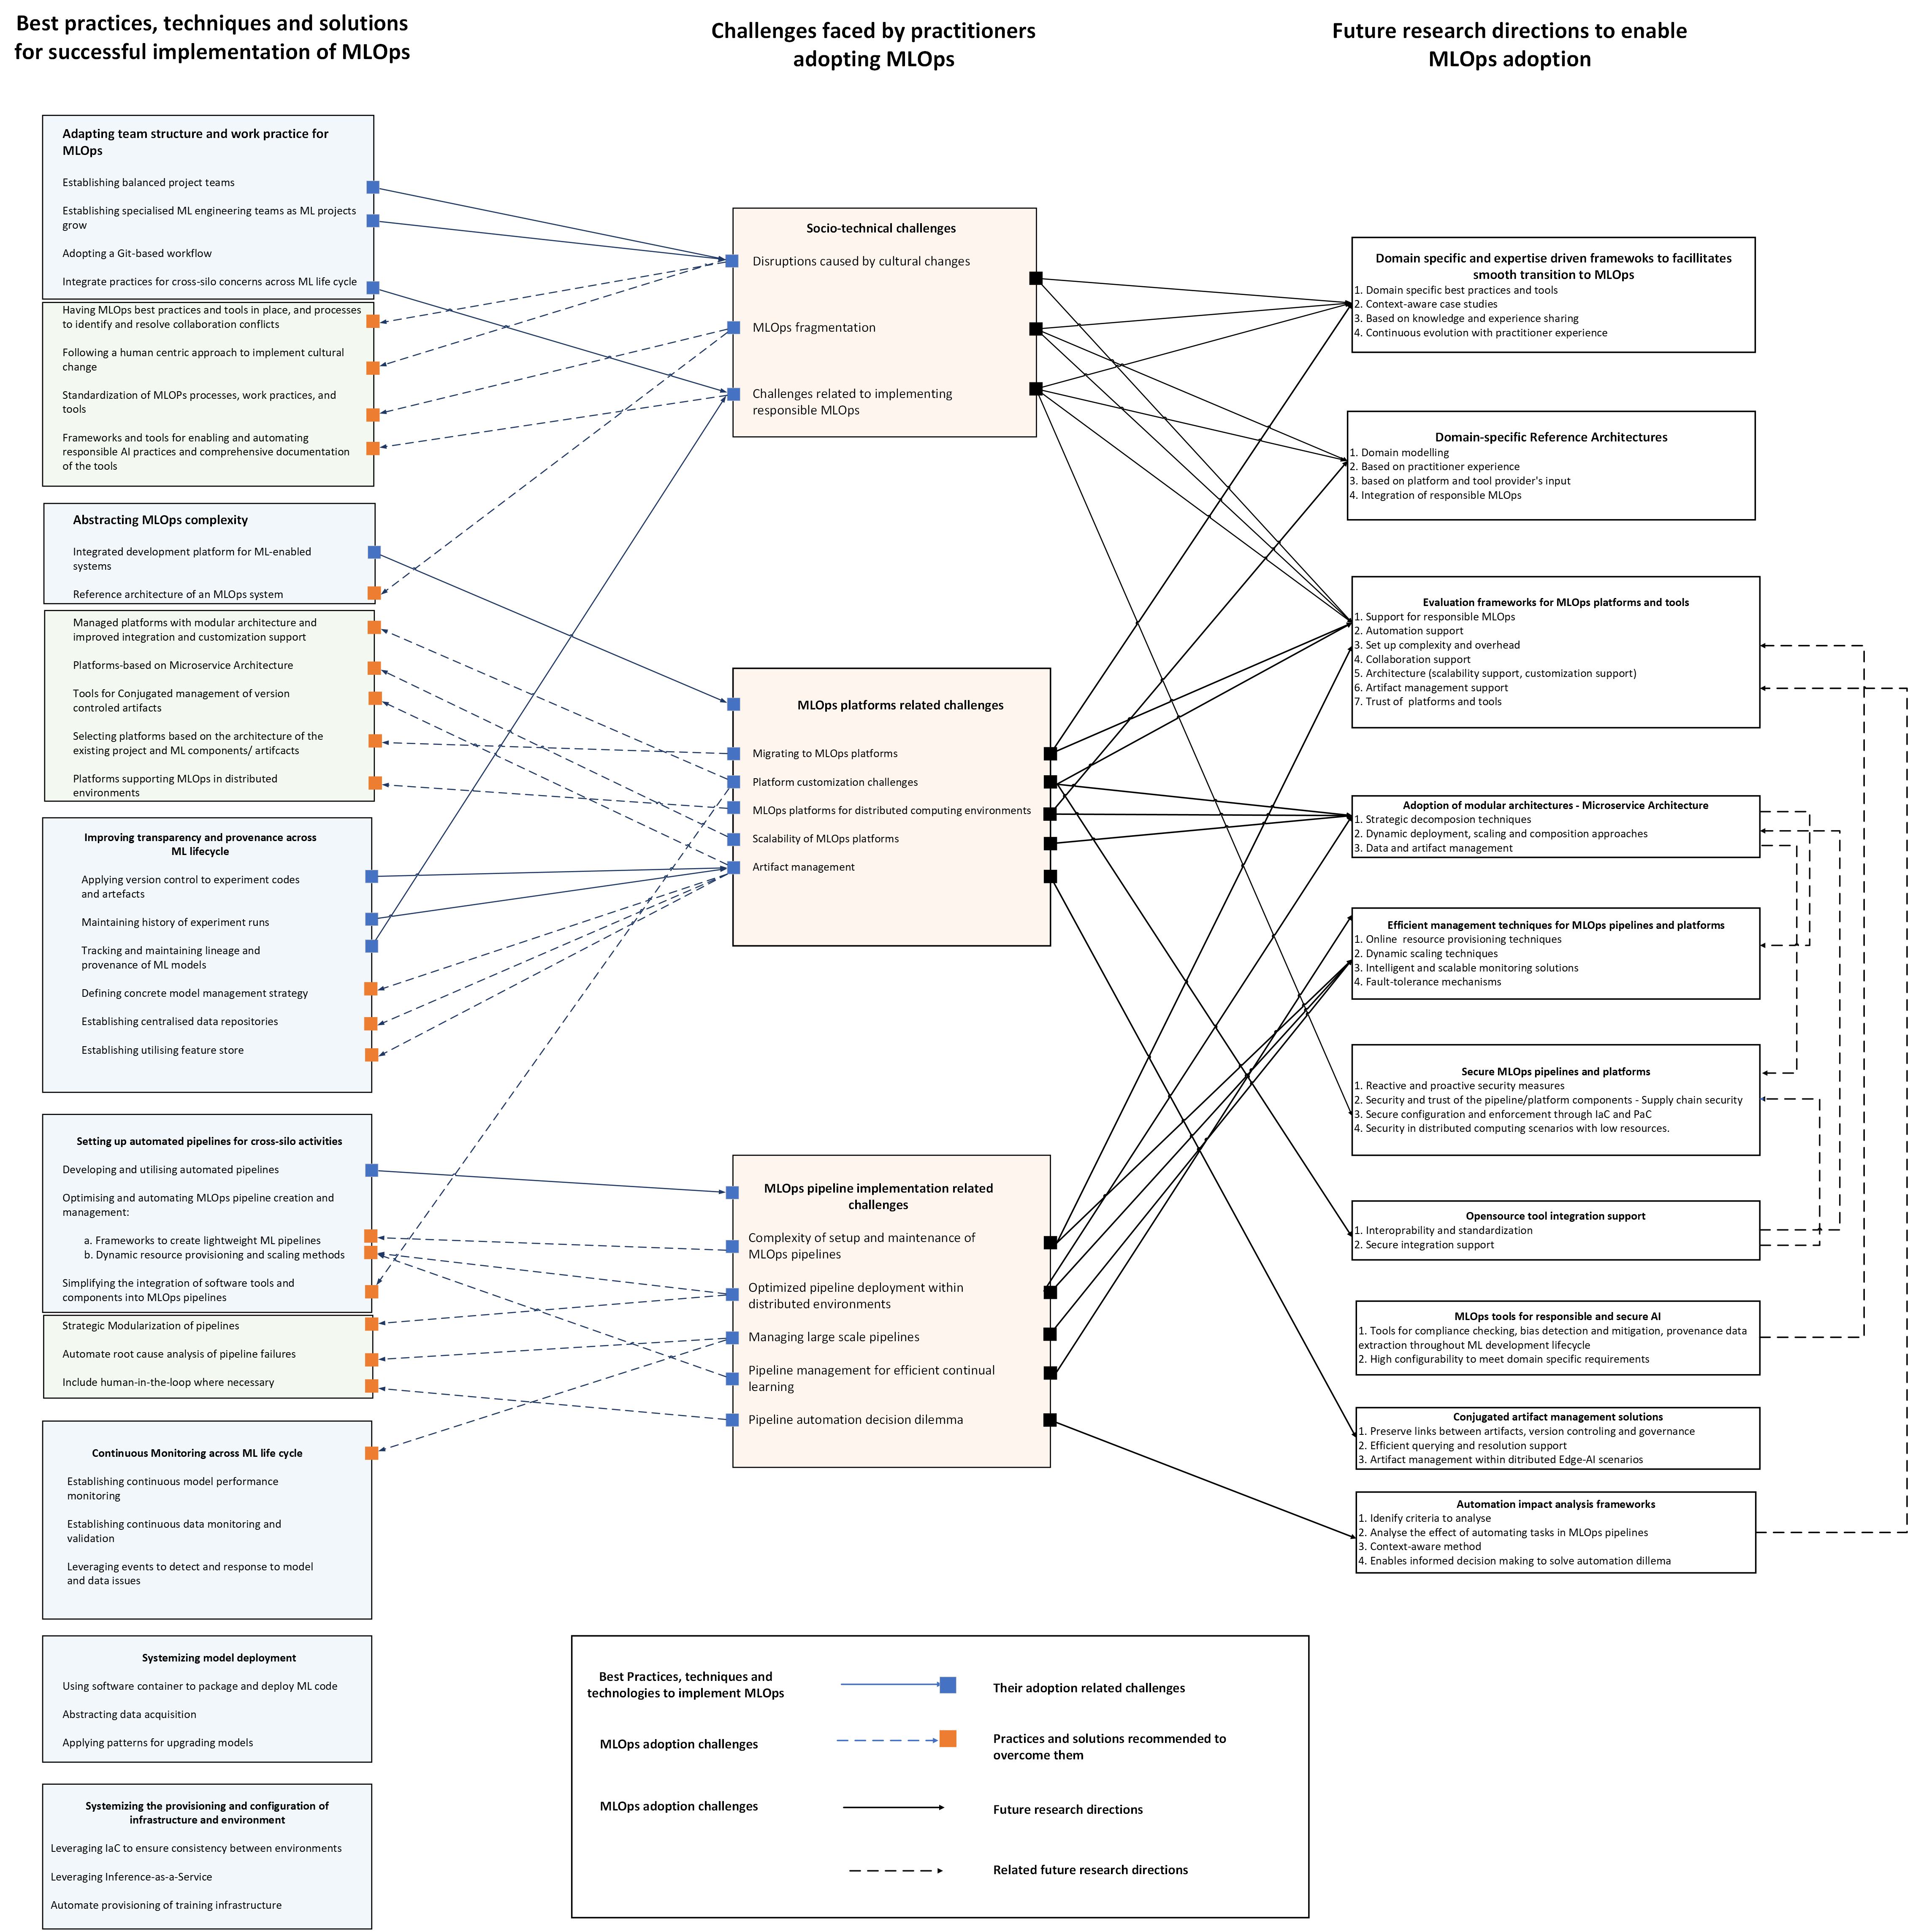 Best practices, techniques and solutions
for successful implementation of MLOps
Challenges faced by practitioners
adopting MLOps
Future research directions to enable
MLOps adoption
Adapting team structure and work practice for
MLOps
Establishing balanced project teams
Establishing specialised ML engineering teams as ML projects
grow
Adopting a Git-based workflow
Integrate practices for cross-silo concerns across ML life cycle
Having MLOps best practices and tools in place, and processes
to identify and resolve collaboration conflicts
Following a human centric approach to implement cultural
change
Standardization of MLOPs processes, work practices, and
tools
Frameworks and tools for enabling and automating
responsible AI practices and comprehensive documentation
of the tools
Abstracting MLOps complexity
Integrated development platform for ML-enabled
systems
Reference architecture of an MLOps system
Managed platforms with modular architecture and
improved integration and customization support
Platforms-based on Microservice Architecture
Tools for Conjugated management of version
controled artifacts
Selecting platforms based on the architecture of the
existing project and ML components/ artifcacts
Platforms supporting MLOps in distributed
environments
Improving transparency and provenance across
ML lifecycle
Applying version control to experiment codes
and artefacts
Maintaining history of experiment runs
Tracking and maintaining lineage and
provenance of ML models
Defining concrete model management strategy
Establishing centralised data repositories
Establishing utilising feature store
Setting up automated pipelines for cross-silo activities
Developing and utilising automated pipelines
Optimising and automating MLOps pipeline creation and
management:
a. Frameworks to create lightweight ML pipelines
b. Dynamic resource provisioning and scaling methods
Simplifying the integration of software tools and
components into MLOps pipelines
Strategic Modularization of pipelines
Automate root cause analysis of pipeline failures
Include human-in-the-loop where necessary
Continuous Monitoring across ML life cycle
Establishing continuous model performance
monitoring
Establishing continuous data monitoring and
validation
Leveraging events to detect and response to model
and data issues
Systemizing model deployment
Using software container to package and deploy ML code
Abstracting data acquisition
Applying patterns for upgrading models
Systemizing the provisioning and configuration of
infrastructure and environment
Leveraging IaC to ensure consistency between environments
Leveraging Inference-as-a-Service
Automate provisioning of training infrastructure
Socio-technical challenges
Disruptions caused by cultural changes
MLOps fragmentation
Challenges related to implementing
responsible MLOps
MLOps platforms related challenges
Migrating to MLOps platforms
Platform customization challenges
MLOps platforms for distributed computing environments
Scalability of MLOps platforms
Artifact management
MLOps pipeline implementation related
challenges
Complexity of setup and maintenance of
MLOps pipelines
Optimized pipeline deployment within
distributed environments
Managing large scale pipelines
Pipeline management for efficient continual
learning
Pipeline automation decision dilemma
Domain specific and expertise driven framewoks to facillitates
smooth transition to MLOps
1. Domain specific best practices and tools
2. Context-aware case studies
3. Based on knowledge and experience sharing
4. Continuous evolution with practitioner experience
Domain-specific Reference Architectures
1. Domain modelling
2. Based on practitioner experience
3. based on platform and tool provider's input
4. Integration of responsible MLOps
Evaluation frameworks for MLOps platforms and tools
1. Support for responsible MLOps
2. Automation support
3. Set up complexity and overhead
4. Collaboration support
5. Architecture (scalability support, customization support)
6. Artifact management support
7. Trust of platforms and tools
Adoption of modular architectures - Microservice Architecture
1. Strategic decomposion techniques
2. Dynamic deployment, scaling and composition approaches
3. Data and artifact management
Efficient management techniques for MLOps pipelines and platforms
1. Online resource provisioning techniques
2. Dynamic scaling techniques
3. Intelligent and scalable monitoring solutions
4. Fault-tolerance mechanisms
Secure MLOps pipelines and platforms
1. Reactive and proactive security measures
2. Security and trust of the pipeline/platform components - Supply chain security
3. Secure configuration and enforcement through IaC and PaC
4. Security in distributed computing scenarios with low resources.
Opensource tool integration support
1. Interoprability and standardization
2. Secure integration support
MLOps tools for responsible and secure AI
1. Tools for compliance checking, bias detection and mitigation, provenance data
extraction throughout ML development lifecycle
2. High configurability to meet domain specific requirements
Conjugated artifact management solutions
1. Preserve links between artifacts, version controling and governance
2. Efficient querying and resolution support
3. Artifact management within ditributed Edge-AI scenarios
Automation impact analysis frameworks
1. Idenify criteria to analyse
2. Analyse the effect of automating tasks in MLOps pipelines
3. Context-aware method
4. Enables informed decision making to solve automation dillema
Best Practices, techniques and
technologies to implement MLOps
Their adoption related challenges
MLOps adoption challenges
Practices and solutions recommended to
overcome them
MLOps adoption challenges
Future research directions
Related future research directions